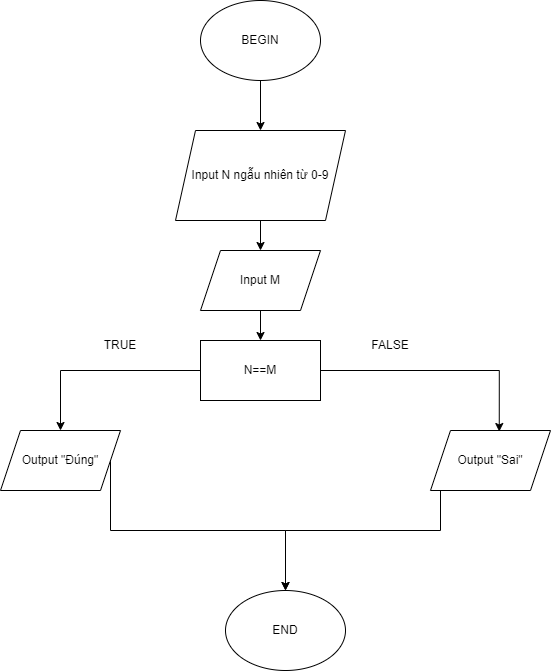 BEGIN
Input N ngẫu nhiên từ 0-9
Input M
TRUE
FALSE
N==M
Output "Đúng"
Output "Sai"
END